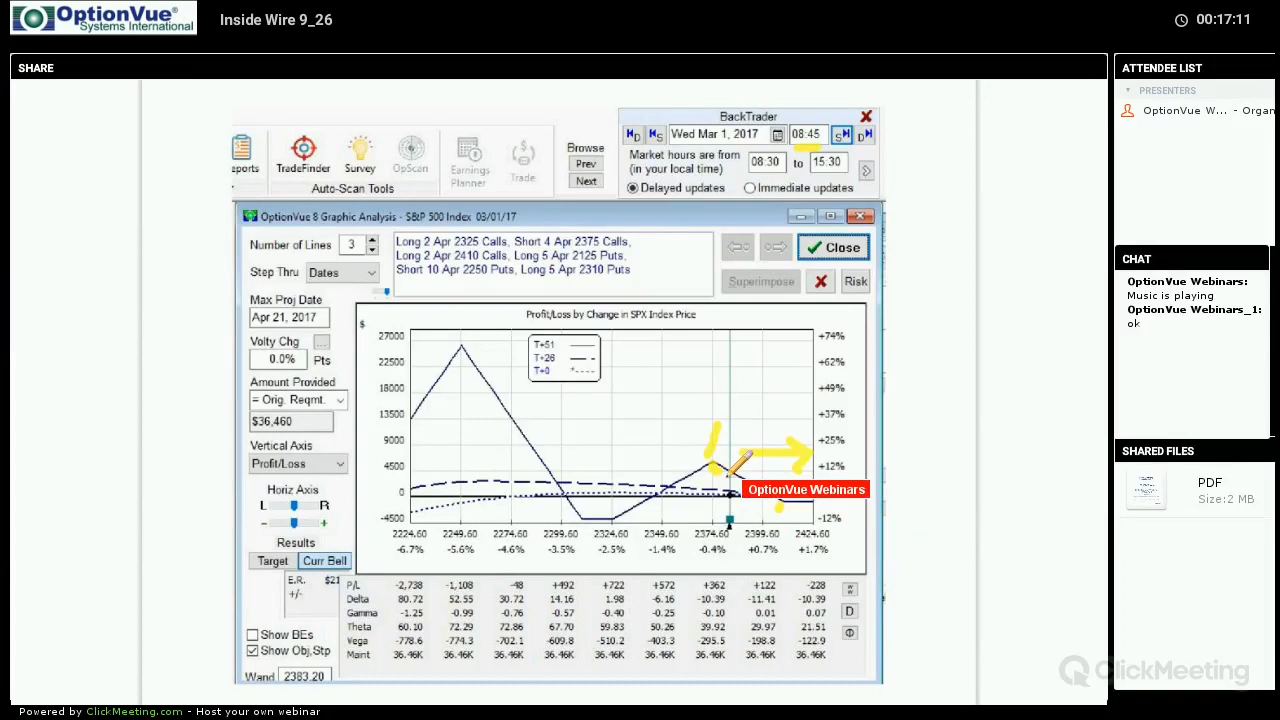 OptionVue
Systems International
Inside Wire 9_26
00:17:11
SHARE
BackTrader
Wed Mar 1, 2017
08:45
Market hours are from
(in your local time)
08:30 to 15:30
Delayed updates
Immediate updates
eports
TradeFinder
Survey
OpScan
Auto-Scan Tools
Earnings
Planner
Trade
Browse
Prev
Next
OptionVue 8 Graphic Analysis - S&P 500 Index 03/01/17
Number of Lines 3
Step Thru Dates
Long 2 Apr 2325 Calls, Short 4 Apr 2375 Calls,
Long 2 Apr 2410 Calls, Long 5 Apr 2125 Puts,
Short 10 Apr 2250 Puts, Long 5 Apr 2310 Puts
Close
Superimpose
Risk
Max Proj Date
Apr 21, 2017
Volty Chg ...
0.0% Pts
Amount Provided
= Orig. Reqmt.
$36,460
Vertical Axis
Profit/Loss
Horiz Axis
L R
- +
Results
Target Curr Bell
E.R. $21
+/-
Show BEs
Show Obj,Stp
Wand 2383.20
Profit/Loss by Change in SPX Index Price
$
T+51
T+26
T+0
27000 +74%
22500 +62%
18000 +49%
13500 +37%
9000 +25%
4500 +12%
0
-4500 -12%
OptionVue Webinars
2224.60 2249.60 2274.60 2299.60 2324.60 2349.60 2374.60 2399.60 2424.60
-6.7% -5.6% -4.6% -3.5% -2.5% -1.4% -0.4% +0.7% +1.7%
P/L -2,738 -1,108 -48 +492 +722 +572 +362 +122 -228
Delta 80.72 52.55 30.72 14.16 1.98 -6.16 -10.39 -11.41 -10.39
Gamma -1.25 -0.99 -0.76 -0.57 -0.40 -0.25 -0.10 0.01 0.07
Theta 60.10 72.29 72.86 67.70 59.83 50.26 39.92 29.97 21.51
Vega -778.6 -774.3 -702.1 -609.8 -510.2 -403.3 -295.5 -198.8 -122.9
Maint 36.46K 36.46K 36.46K 36.46K 36.46K 36.46K 36.46K 36.46K 36.46K
D
ATTENDEE LIST
PRESENTERS
OptionVue W... - Organ
CHAT
OptionVue Webinars:
Music is playing
OptionVue Webinars_1:
ok
SHARED FILES
PDF
Size:2 MB
ClickMeeting
Powered by ClickMeeting.com - Host your own webinar